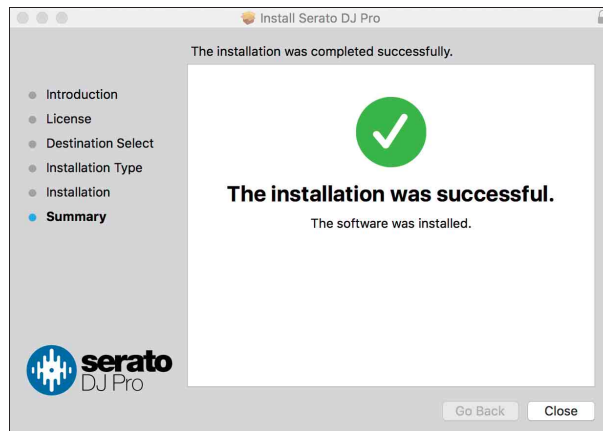 Install Serato DJ Pro
The installation was completed successfully.
Introduction
License
Destination Select
Installation Type
Installation
Summary
The installation was successful.
The software was installed.
serato
DJ Pro
Go Back
Close